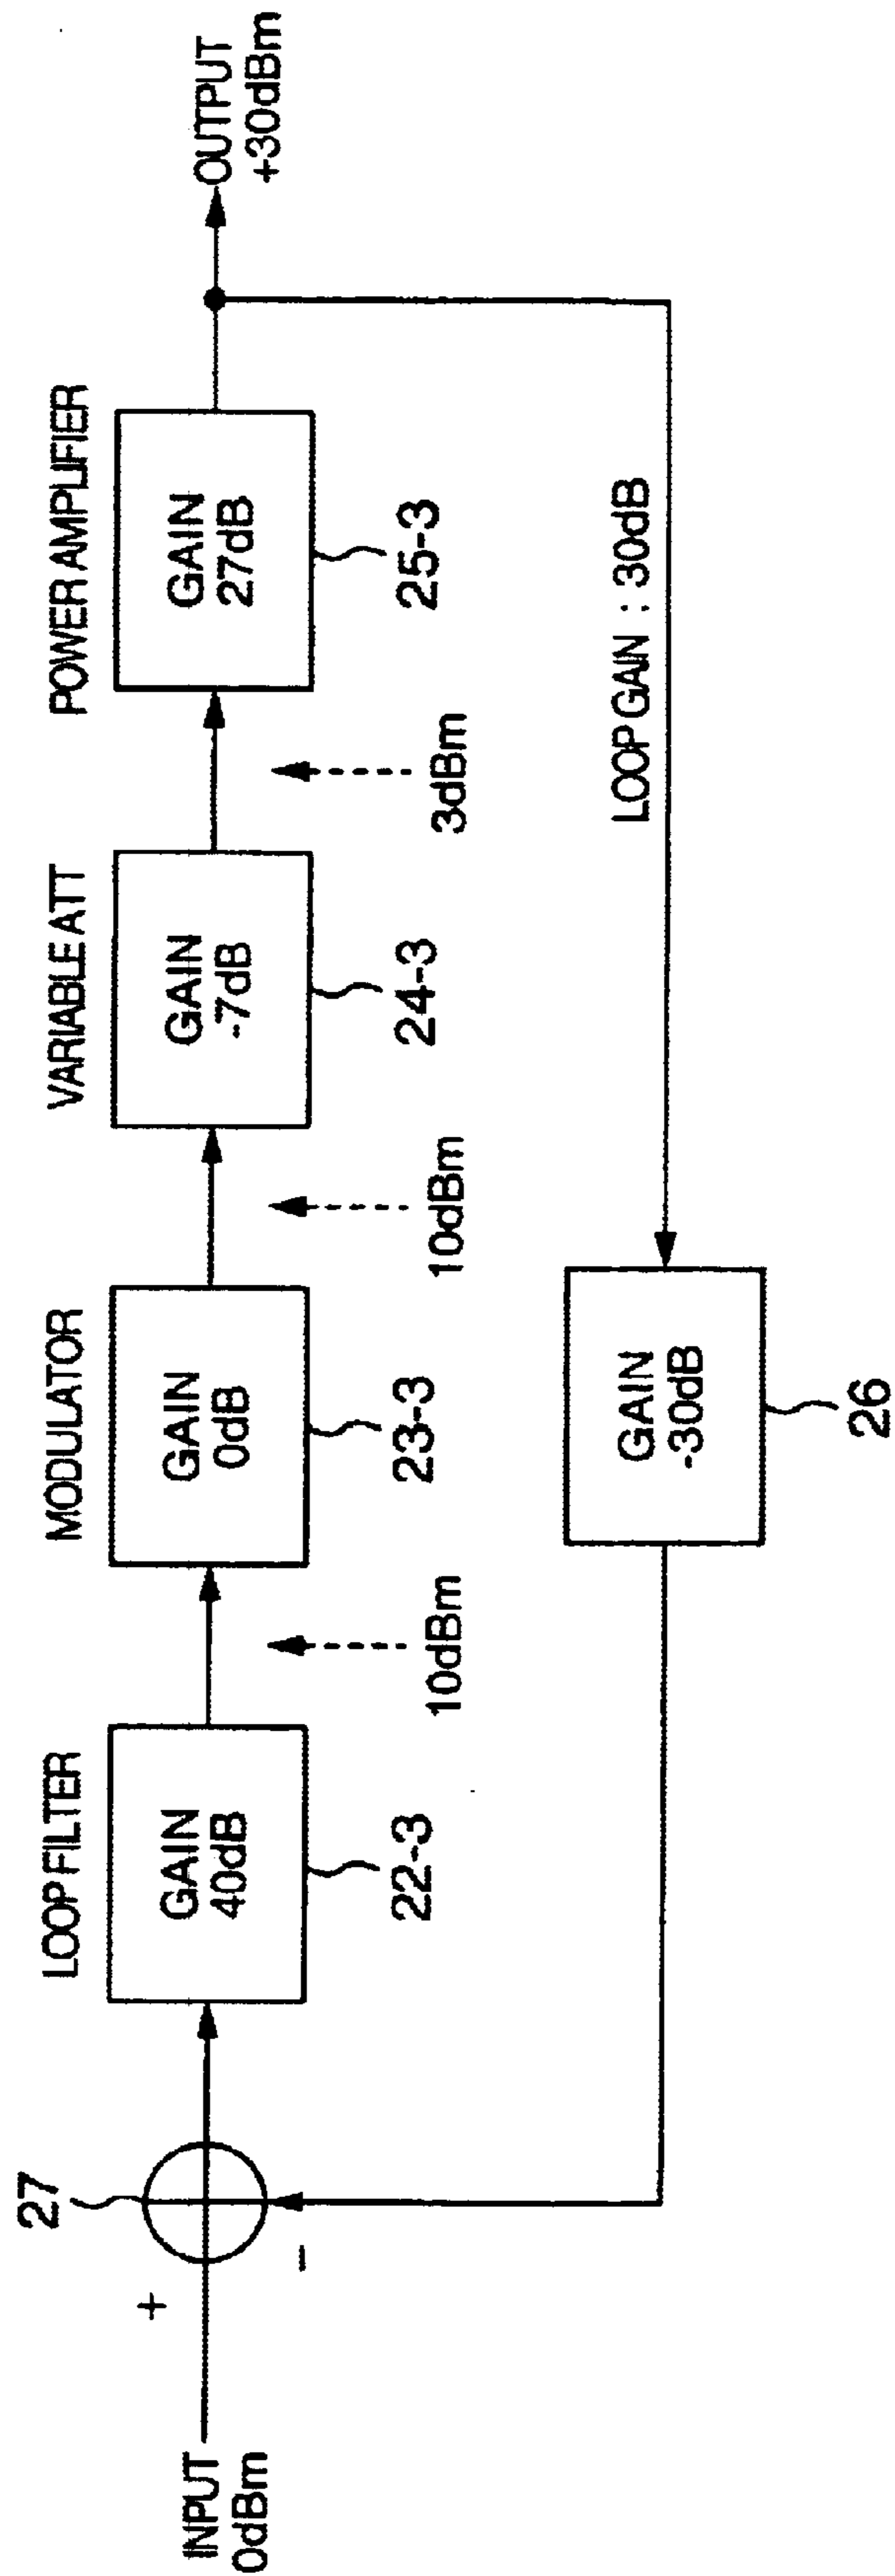 INPUT
0dBm
+
-
27
LOOP FILTER
GAIN
40dB
22-3
10dBm
MODULATOR
GAIN
0dB
23-3
10dBm
VARIABLE ATT
GAIN
-7dB
24-3
3dBm
POWER AMPLIFIER
GAIN
27dB
25-3
OUTPUT
+30dBm
LOOP GAIN : 30dB
GAIN
-30dB
26